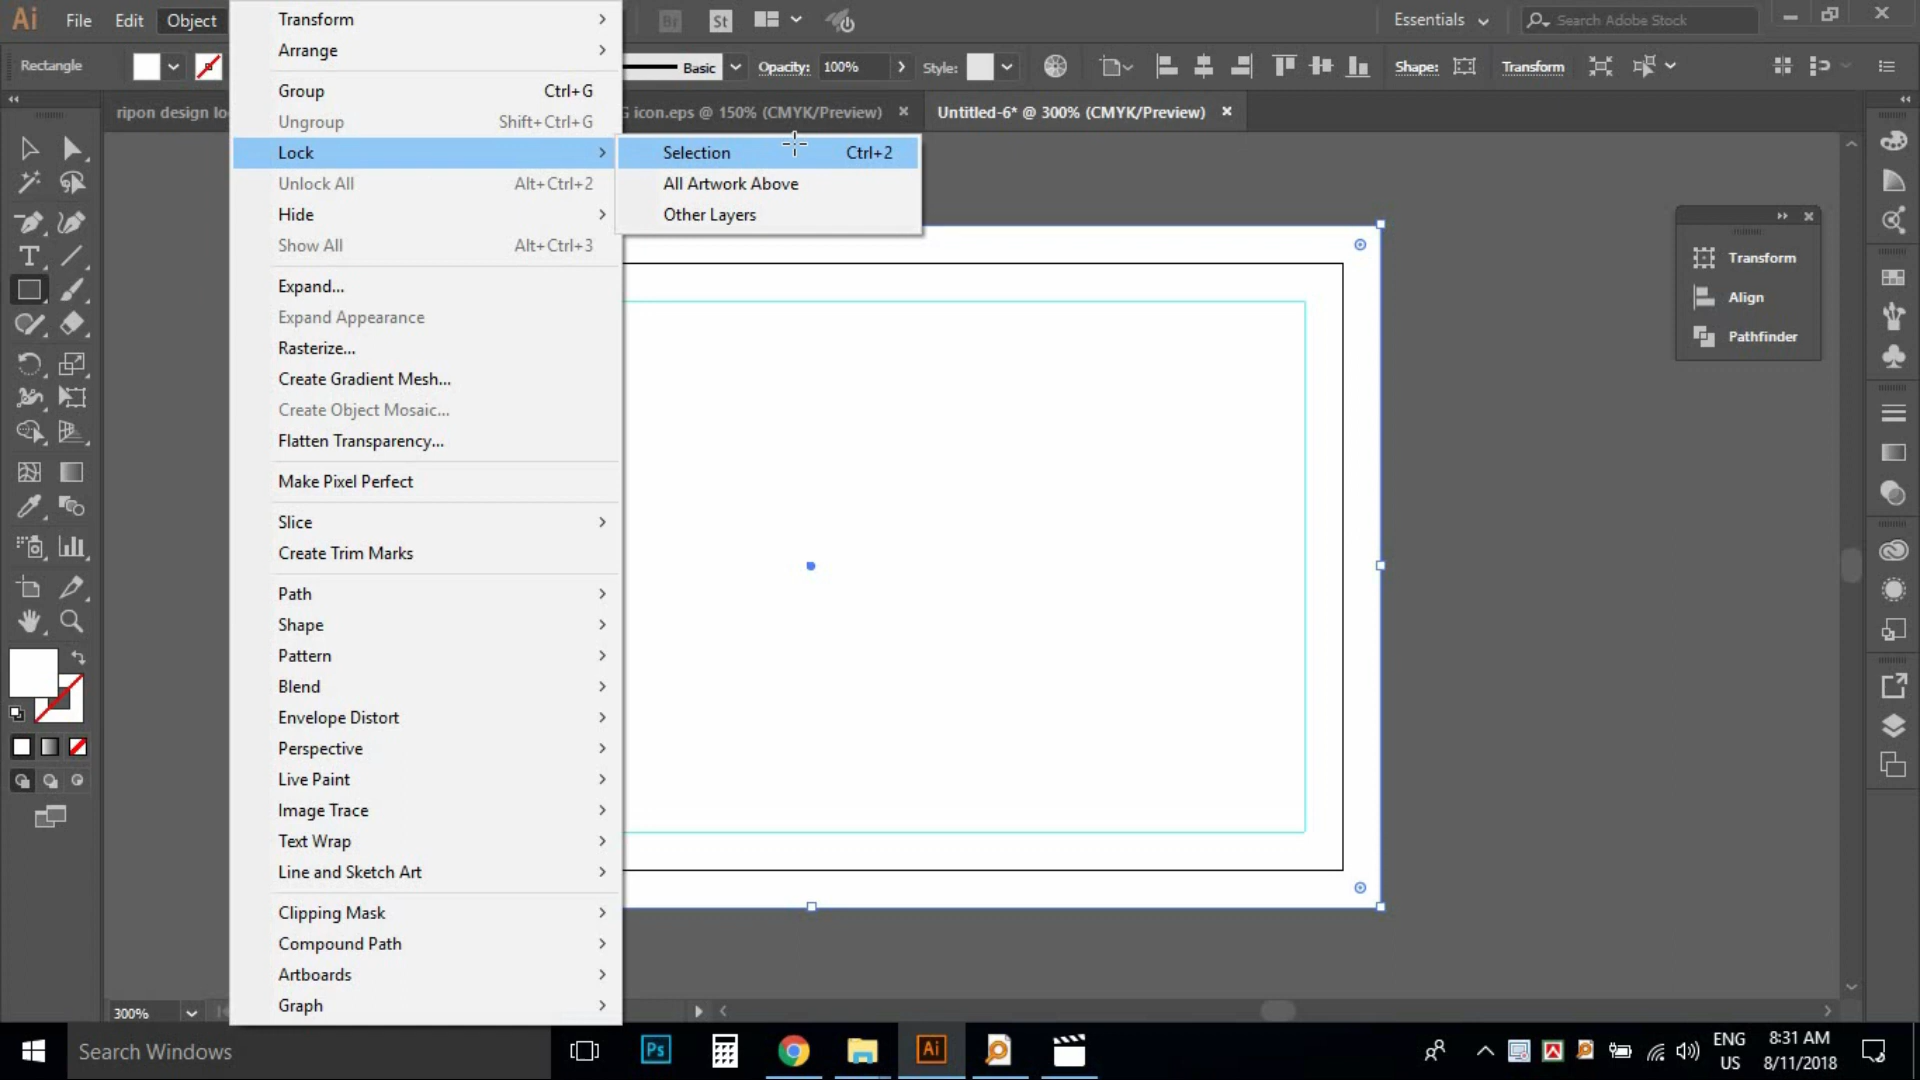 Ai File Edit Object Br St Essentials Search Adobe Stock
Rectangle Basic Opacity: 100% Style: Shape: Transform
ripon design lo G icon.eps @ 150% (CMYK/Preview) Untitled-6* @ 300% (CMYK/Preview)
Transform
Arrange
Group Ctrl+G
Ungroup Shift+Ctrl+G
Lock
Unlock All Alt+Ctrl+2
Hide
Show All Alt+Ctrl+3
Expand...
Expand Appearance
Rasterize...
Create Gradient Mesh...
Create Object Mosaic...
Flatten Transparency...
Make Pixel Perfect
Slice
Create Trim Marks
Path
Shape
Pattern
Blend
Envelope Distort
Perspective
Live Paint
Image Trace
Text Wrap
Line and Sketch Art
Clipping Mask
Compound Path
Artboards
Graph
Selection Ctrl+2
All Artwork Above
Other Layers
Transform
Align
Pathfinder
300%
Search Windows Ps Ai ENG
US 8:31 AM
8/11/2018